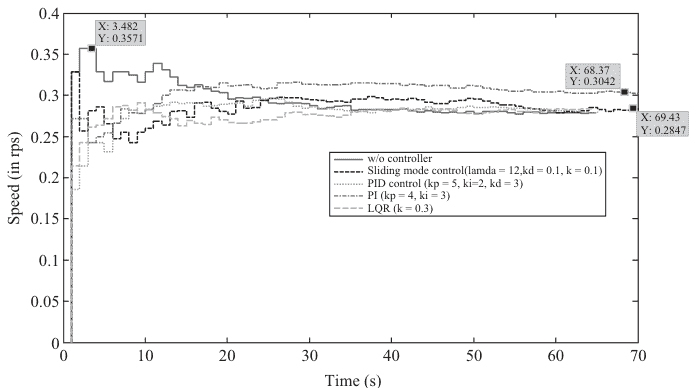 X: 3.482
Y: 0.3571
X: 68.37
Y: 0.3042
X: 69.43
Y: 0.2847
0.4
0.35
0.3
0.25
0.2
0.15
0.1
0.05
0
Speed (in rps)
w/o controller
Sliding mode control(lamda = 12,kd = 0.1, k = 0.1)
PID control (kp = 5, ki=2, kd = 3)
PI (kp = 4, ki = 3)
LQR (k = 0.3)
0 10 20 30 40 50 60 70
Time (s)